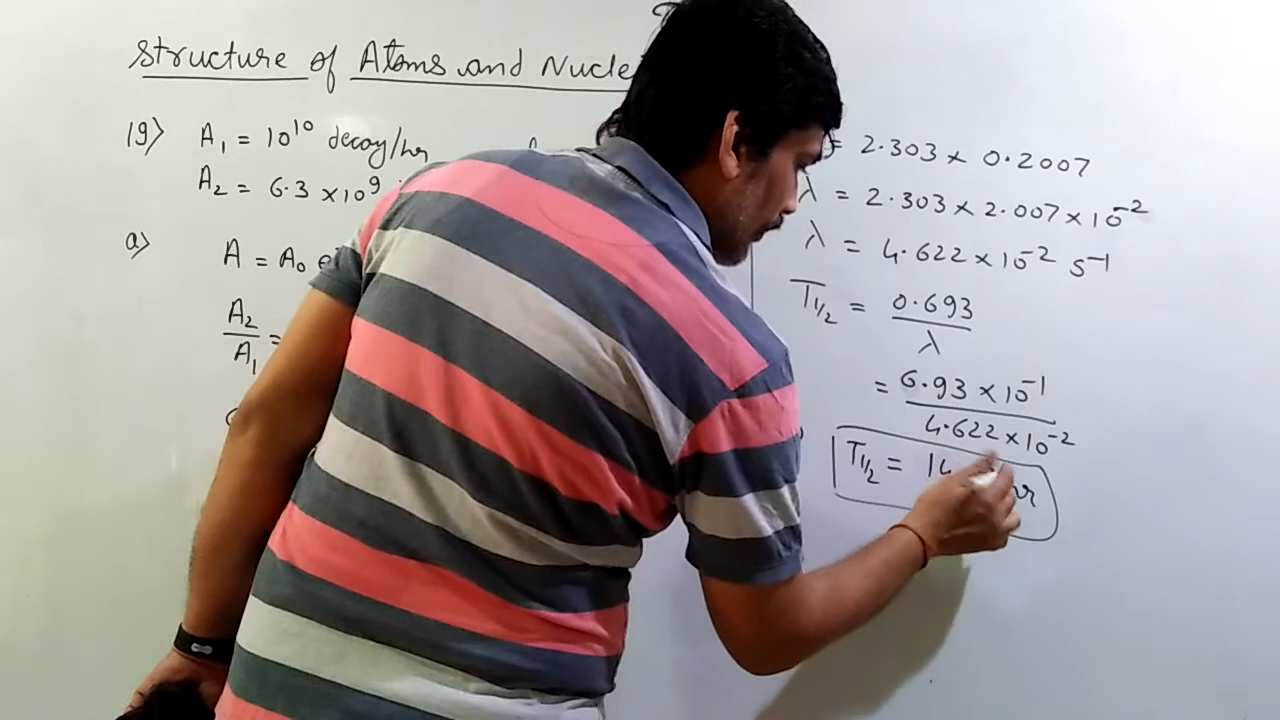 Structure of Atoms and
19) A₁ = 10¹⁰ decay/hr
A₂ = 6.3 × 10⁹
a) A = A₀ e
A₂/A₁ =
= 2.303 × 0.2007
λ = 2.303 × 2.007 × 10⁻²
λ = 4.622 × 10⁻² s⁻¹
T₁/₂ = 0.693/λ
= 6.93 × 10⁻¹/4.622 × 10⁻²
T₁/₂ =